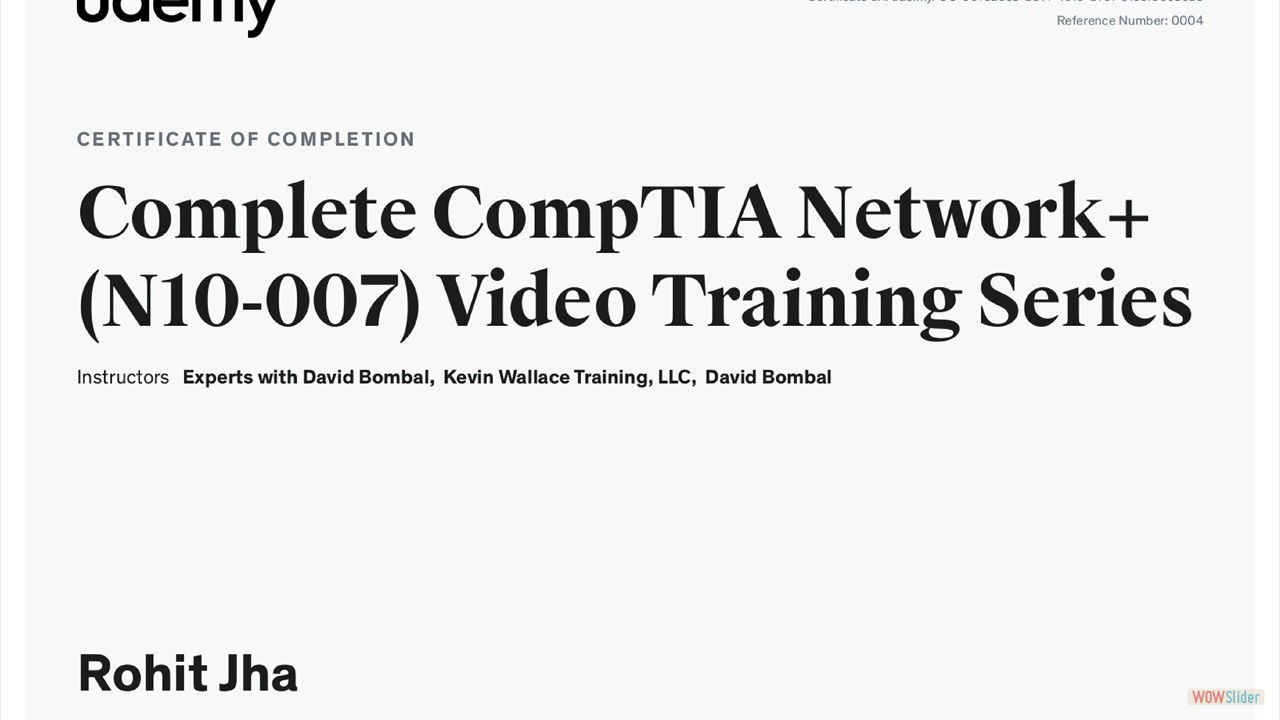 udemy
Reference Number: 0004
CERTIFICATE OF COMPLETION
Complete CompTIA Network+
(N10-007) Video Training Series
Instructors Experts with David Bombal, Kevin Wallace Training, LLC, David Bombal
Rohit Jha
WOWSlider